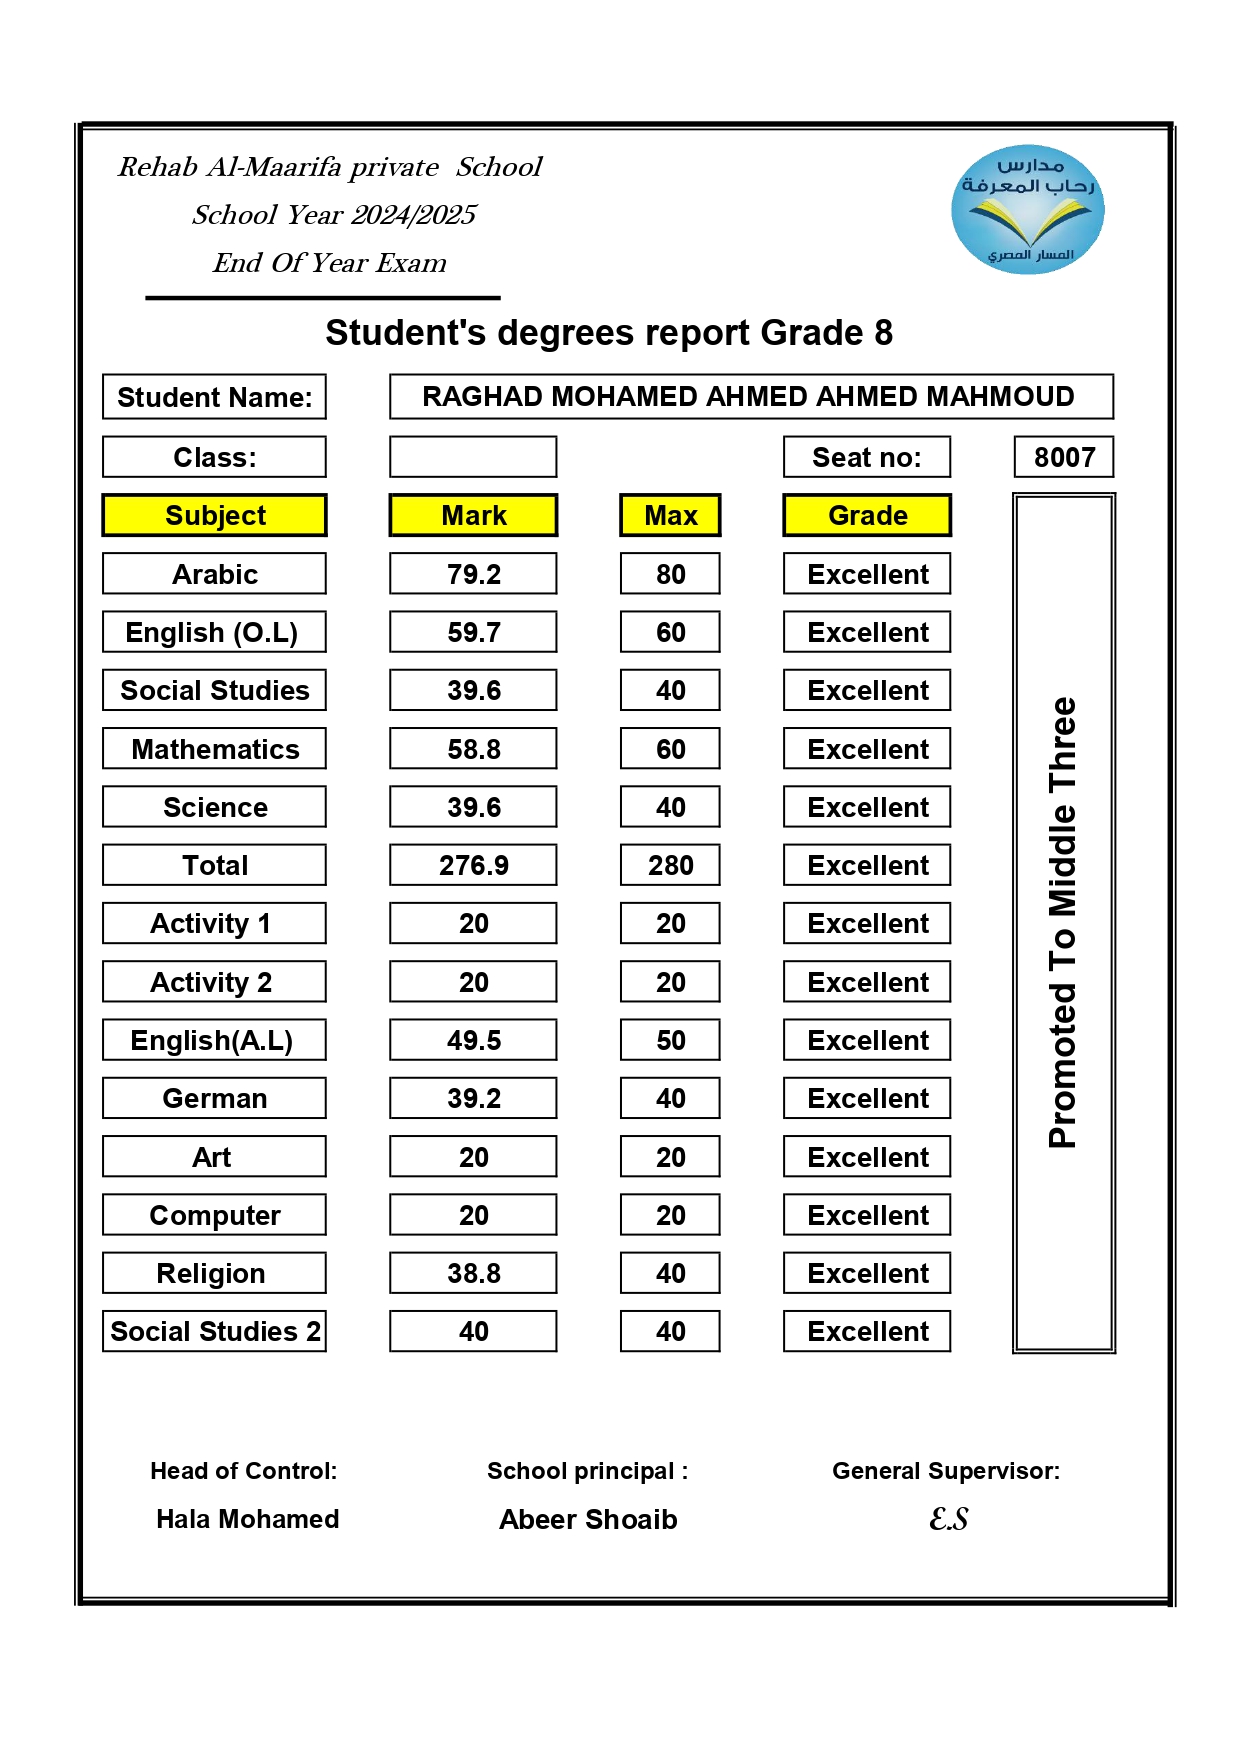 Rehab Al-Maarifa private School
School Year 2024/2025
End Of Year Exam
مدارس
رحاب المعرفة
المسار المصري
Student's degrees report Grade 8
Student Name: RAGHAD MOHAMED AHMED AHMED MAHMOUD
Class: Seat no: 8007
Subject Mark Max Grade
Arabic 79.2 80 Excellent
English (O.L) 59.7 60 Excellent
Social Studies 39.6 40 Excellent
Mathematics 58.8 60 Excellent
Science 39.6 40 Excellent
Total 276.9 280 Excellent
Activity 1 20 20 Excellent
Activity 2 20 20 Excellent
English(A.L) 49.5 50 Excellent
German 39.2 40 Excellent
Art 20 20 Excellent
Computer 20 20 Excellent
Religion 38.8 40 Excellent
Social Studies 2 40 40 Excellent
Promoted To Middle Three
Head of Control: School principal : General Supervisor:
Hala Mohamed Abeer Shoaib E.S